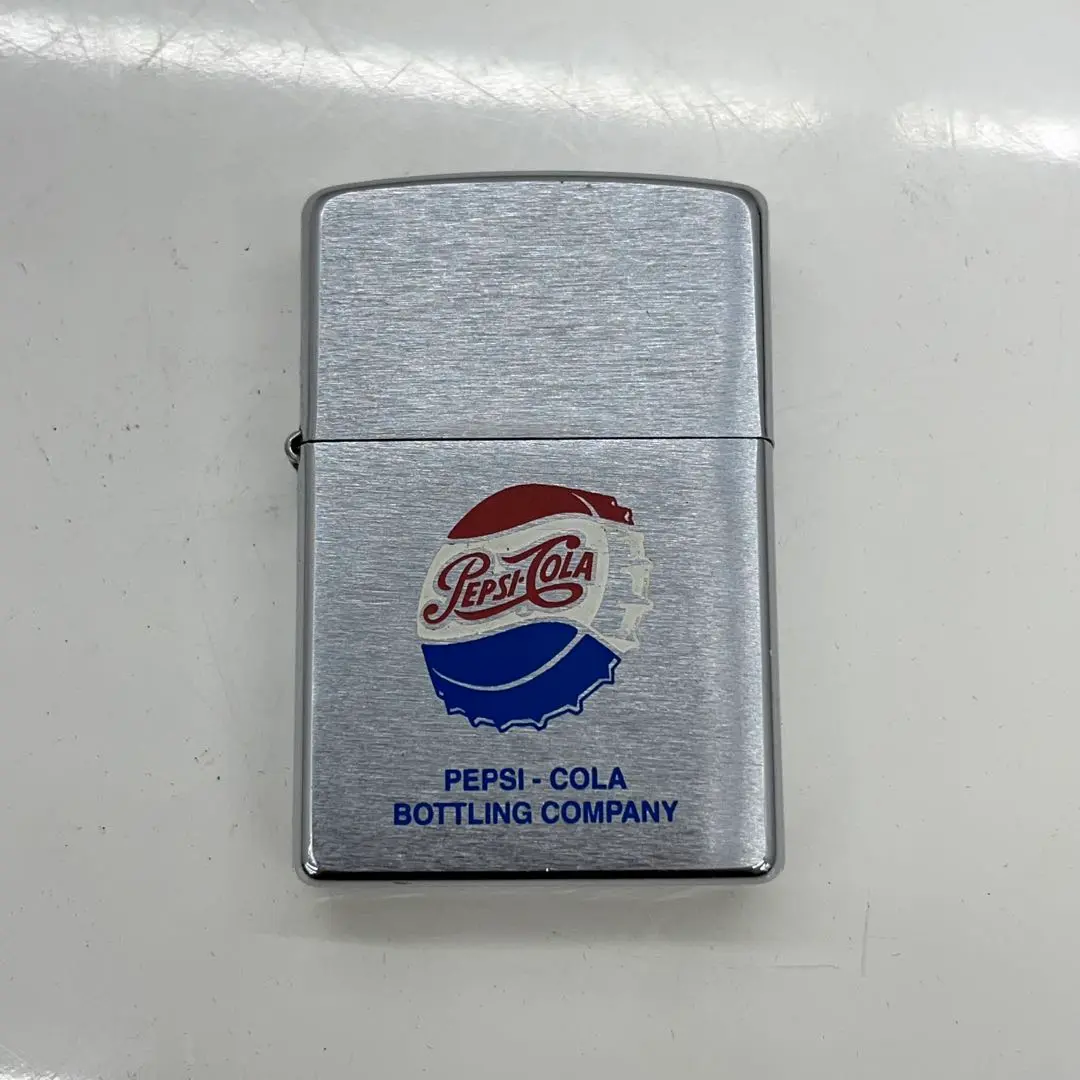 PEPSI-COLA
PEPSI - COLA
BOTTLING COMPANY